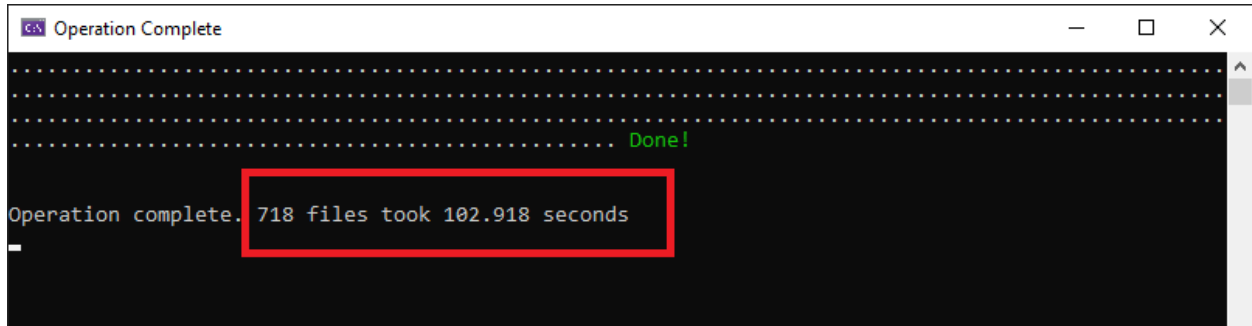 Operation Complete
..................................................................................................
..................................................................................................
..................................................................................................
................................................. Done!
Operation complete. 718 files took 102.918 seconds